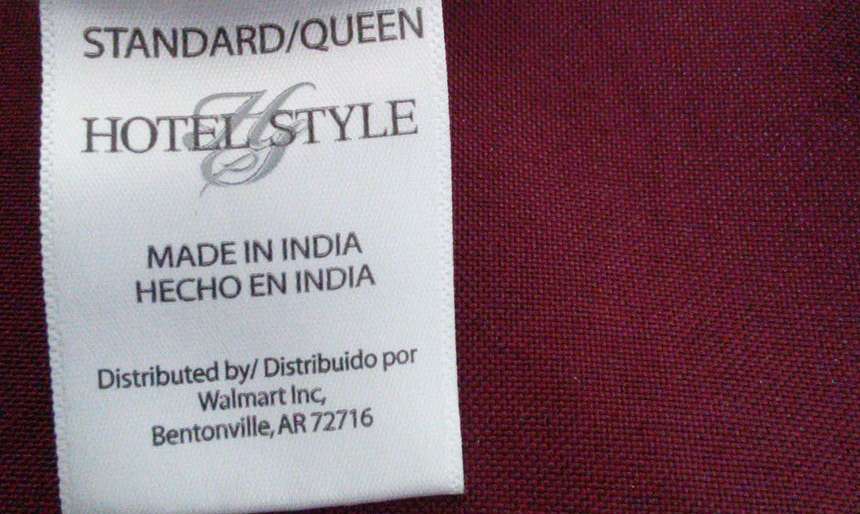 STANDARD/QUEEN
HOTEL STYLE
HS
MADE IN INDIA
HECHO EN INDIA
Distributed by/ Distribuido por
Walmart Inc,
Bentonville, AR 72716